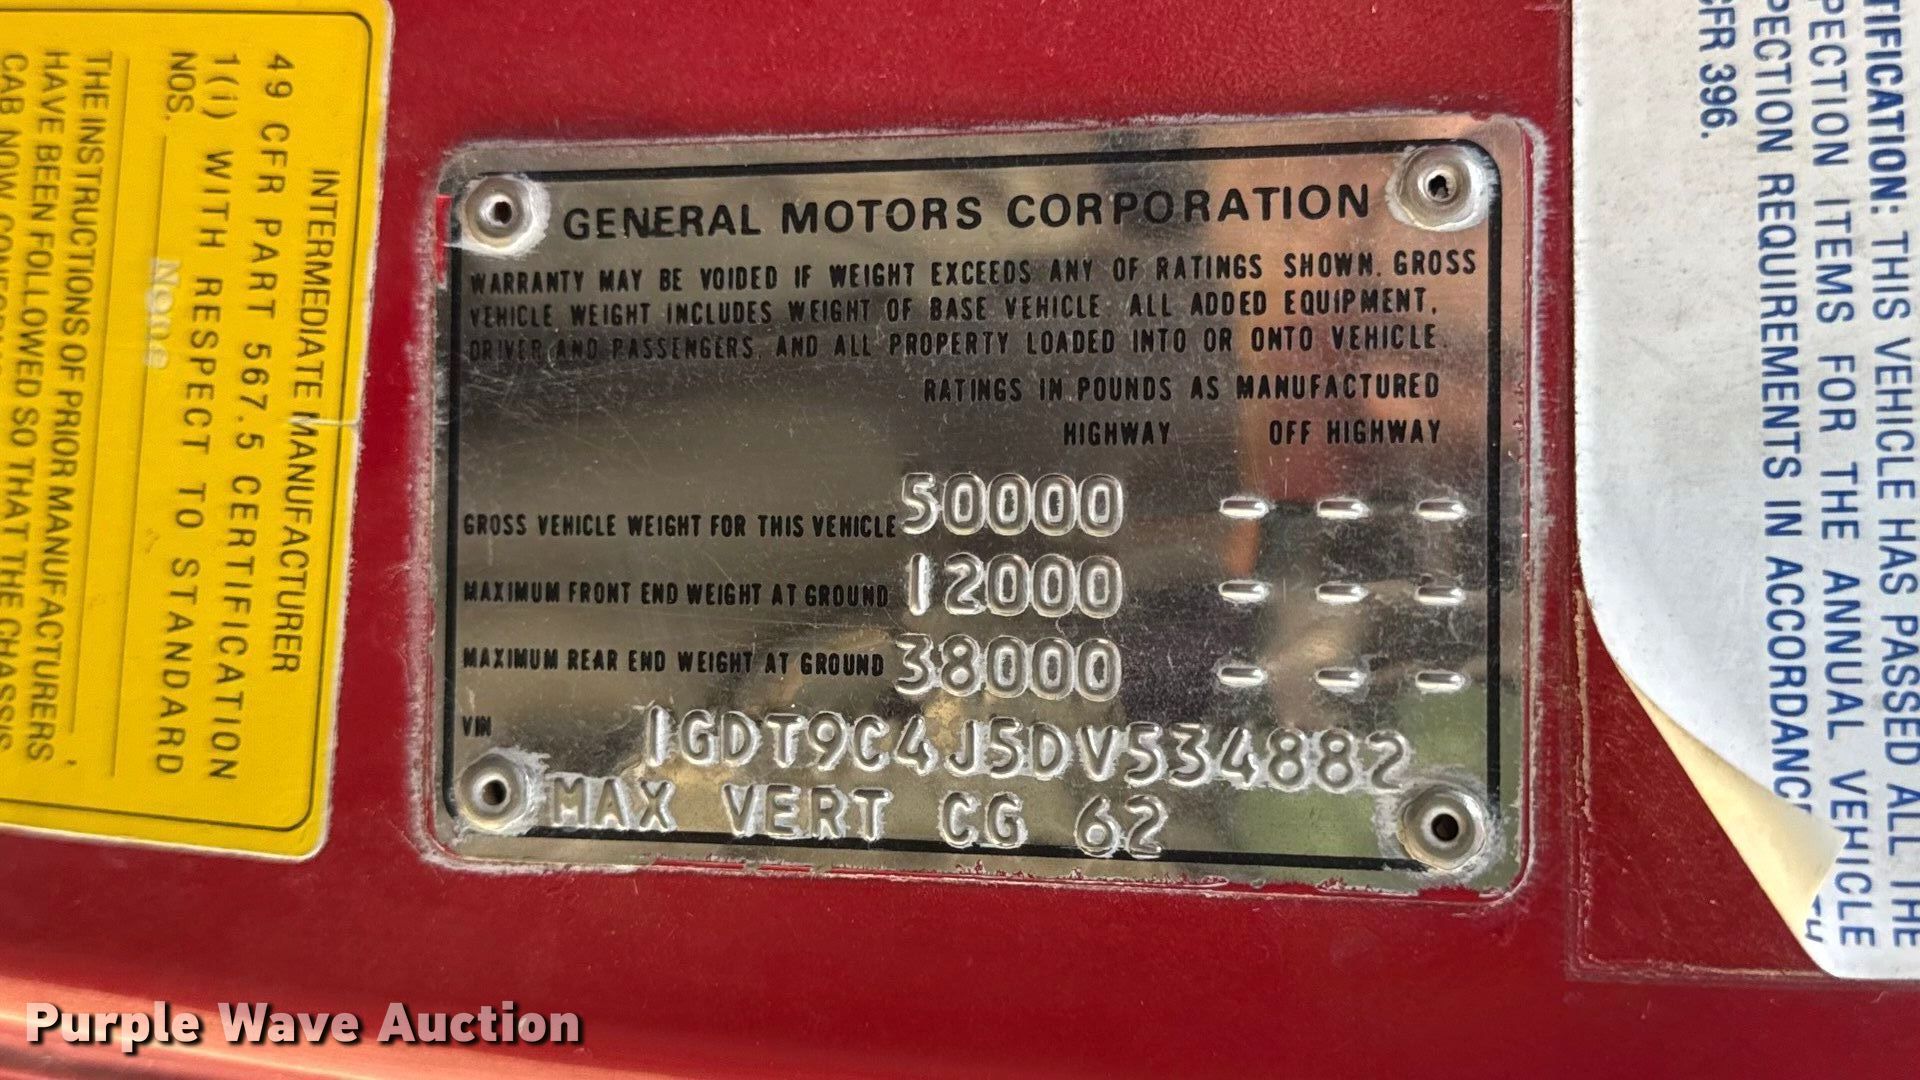 GENERAL MOTORS CORPORATION
WARRANTY MAY BE VOIDED IF WEIGHT EXCEEDS ANY OF RATINGS SHOWN. GROSS
VEHICLE WEIGHT INCLUDES WEIGHT OF BASE VEHICLE, ALL ADDED EQUIPMENT,
DRIVER AND PASSENGERS, AND ALL PROPERTY LOADED INTO OR ONTO VEHICLE.
RATINGS IN POUNDS AS MANUFACTURED
HIGHWAY OFF HIGHWAY
GROSS VEHICLE WEIGHT FOR THIS VEHICLE 50000 - - -
MAXIMUM FRONT END WEIGHT AT GROUND 12000 - - -
MAXIMUM REAR END WEIGHT AT GROUND 38000 - - -
VIN 1GDT9C4J5DV534882
MAX VERT CG 62
INTERMEDIATE MANUFACTURER
49 CFR PART 567.5 CERTIFICATION
1(i) WITH RESPECT TO STANDARD
NOS. None
THE INSTRUCTIONS OF PRIOR MANUFACTURERS
HAVE BEEN FOLLOWED SO THAT THE CHASSIS
CAB NOW
TIFICATION: THIS VEHICLE HAS PASSED ALL THE
PECTION ITEMS FOR THE ANNUAL VEHICLE
PECTION REQUIREMENTS IN ACCORDANC
CFR 396.
Purple Wave Auction